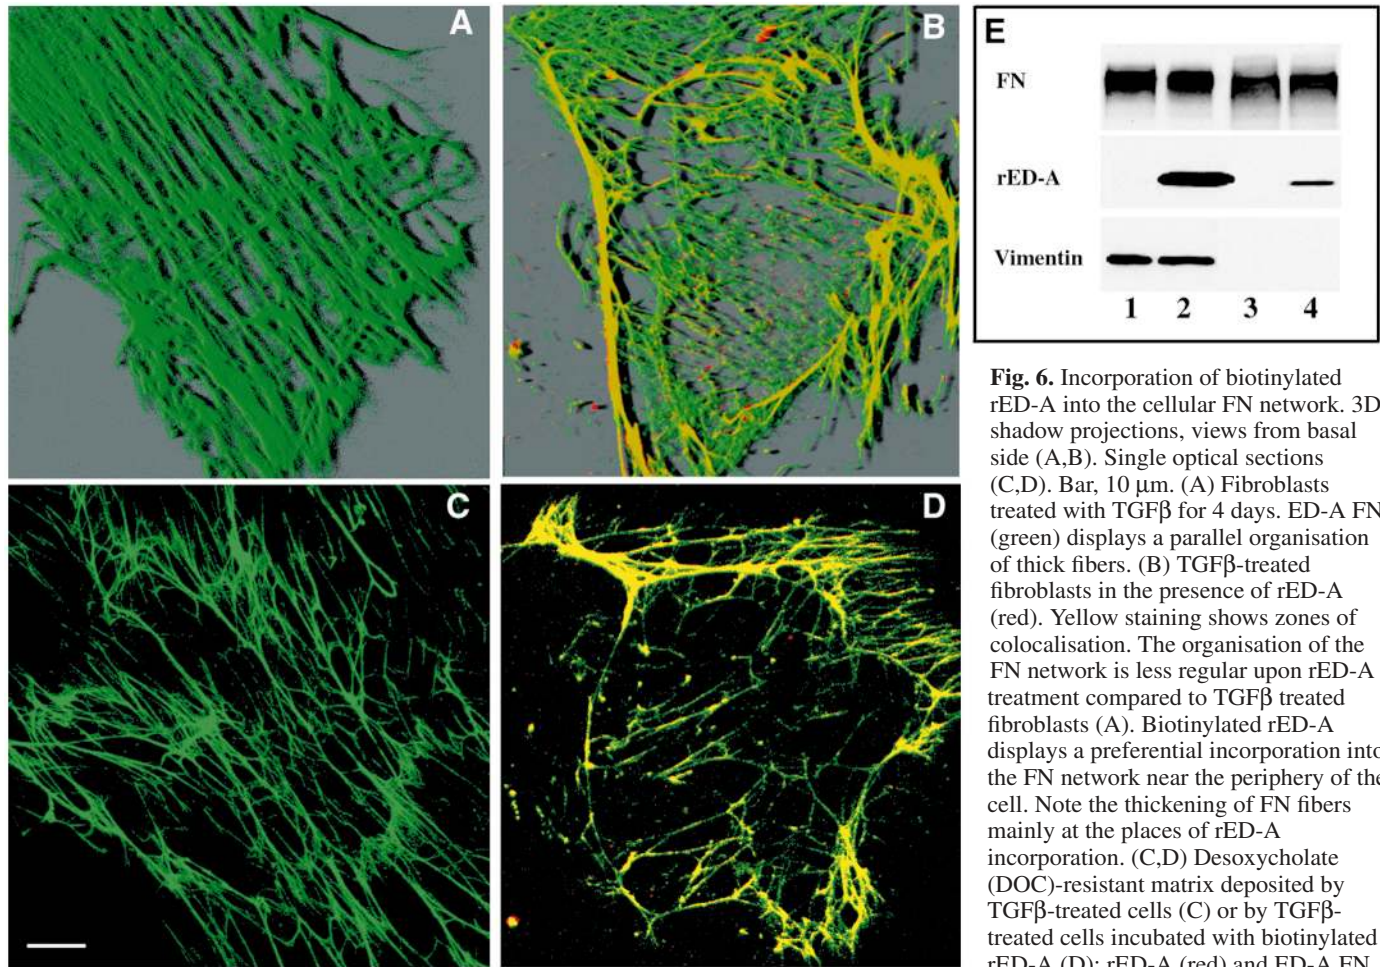 A
B
C
D
E
FN
rED-A
Vimentin
1 2 3 4
Fig. 6. Incorporation of biotinylated
rED-A into the cellular FN network. 3D
shadow projections, views from basal
side (A,B). Single optical sections
(C,D). Bar, 10 μm. (A) Fibroblasts
treated with TGFβ for 4 days. ED-A FN
(green) displays a parallel organisation
of thick fibers. (B) TGFβ-treated
fibroblasts in the presence of rED-A
(red). Yellow staining shows zones of
colocalisation. The organisation of the
FN network is less regular upon rED-A
treatment compared to TGFβ treated
fibroblasts (A). Biotinylated rED-A
displays a preferential incorporation into
the FN network near the periphery of the
cell. Note the thickening of FN fibers
mainly at the places of rED-A
incorporation. (C,D) Desoxycholate
(DOC)-resistant matrix deposited by
TGFβ-treated cells (C) or by TGFβ-
treated cells incubated with biotinylated
rED-A (D); rED-A (red) and ED-A FN